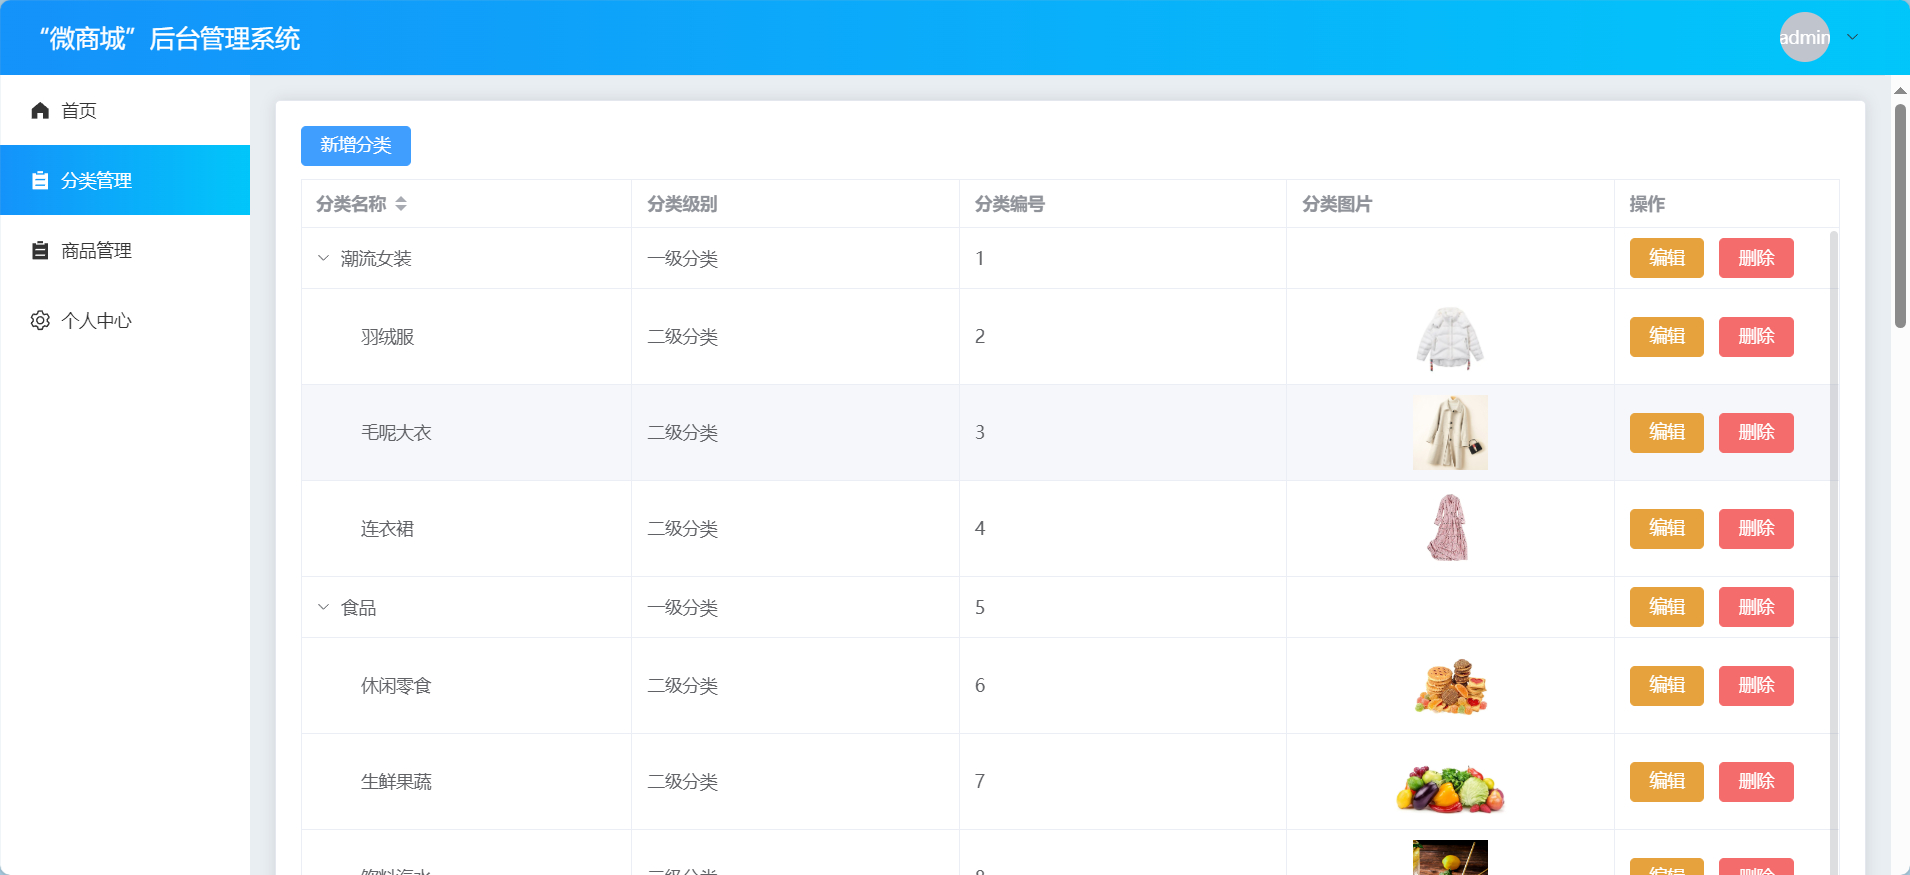 “微商城”后台管理系统
admin
首页
分类管理
商品管理
个人中心
新增分类
分类名称 分类级别 分类编号 分类图片 操作
潮流女装 一级分类 1 编辑 删除
羽绒服 二级分类 2 编辑 删除
毛呢大衣 二级分类 3 编辑 删除
连衣裙 二级分类 4 编辑 删除
食品 一级分类 5 编辑 删除
休闲零食 二级分类 6 编辑 删除
生鲜果蔬 二级分类 7 编辑 删除
编辑 删除